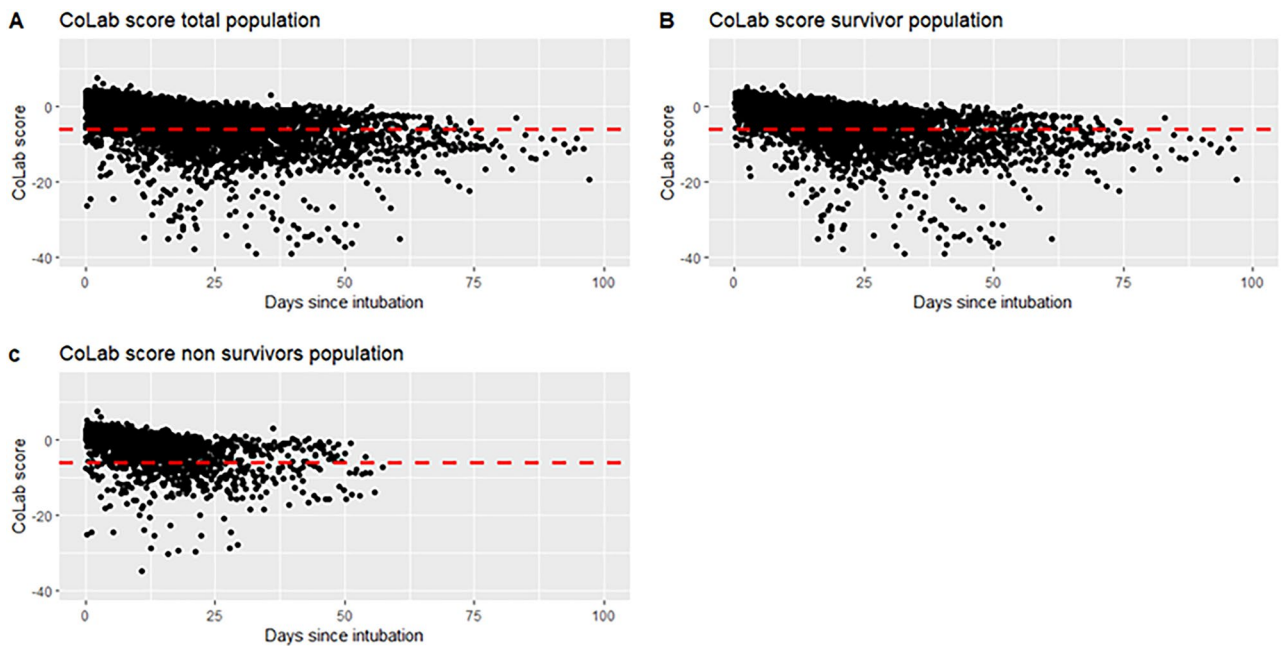 A CoLab score total population
CoLab score
0
-20
-40
0 25 50 75 100
Days since intubation
B CoLab score survivor population
CoLab score
0
-20
-40
0 25 50 75 100
Days since intubation
c CoLab score non survivors population
CoLab score
0
-20
-40
0 25 50 75 100
Days since intubation